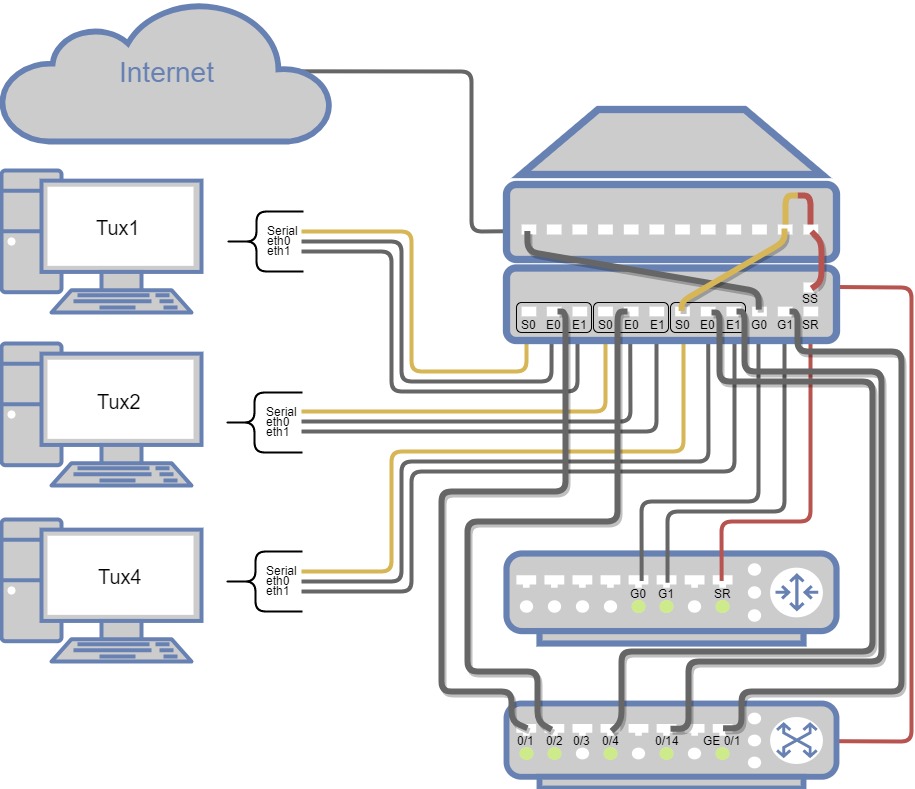 Internet
Tux1
Serial
eth0
eth1
SS
S0 E0 E1 S0 E0 E1 S0 E0 E1 G0 G1 SR
Tux2
Serial
eth0
eth1
Tux4
Serial
eth0
eth1
G0 G1 SR
0/1 0/2 0/3 0/4 0/14 GE 0/1